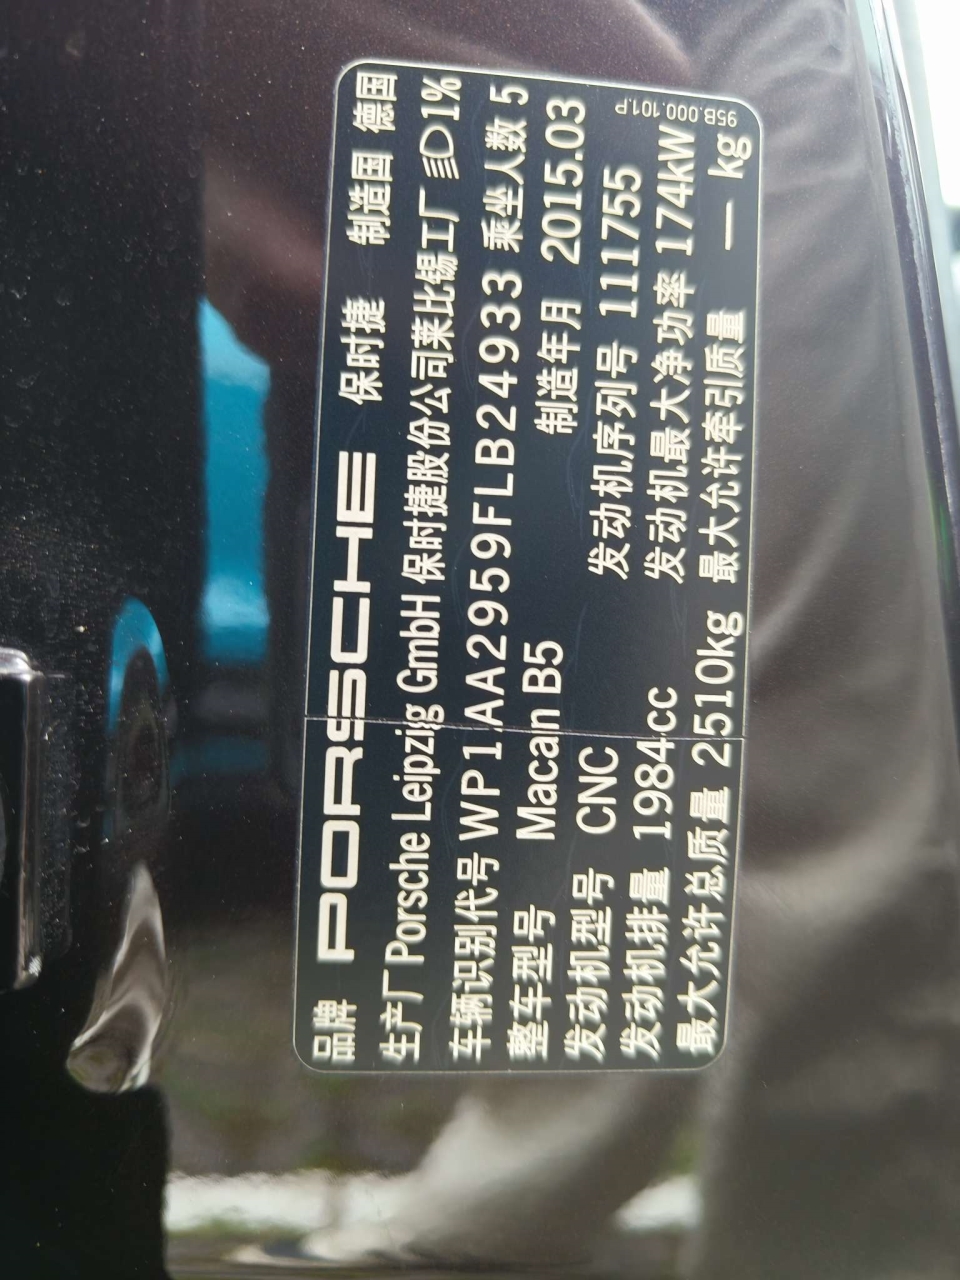 品牌 PORSCHE 保时捷 制造国 德国
生产厂 Porsche Leipzig GmbH 保时捷股份公司莱比锡工厂 1%
车辆识别代号 WP1AA2959FLB24933 乘坐人数 5
整车型号 Macan B5 制造年月 2015.03
发动机型号 CNC 发动机序列号 111755
发动机排量 1984cc 发动机最大净功率 174kW
最大允许总质量 2510kg 最大允许牵引质量 — kg
95B.000.101.P